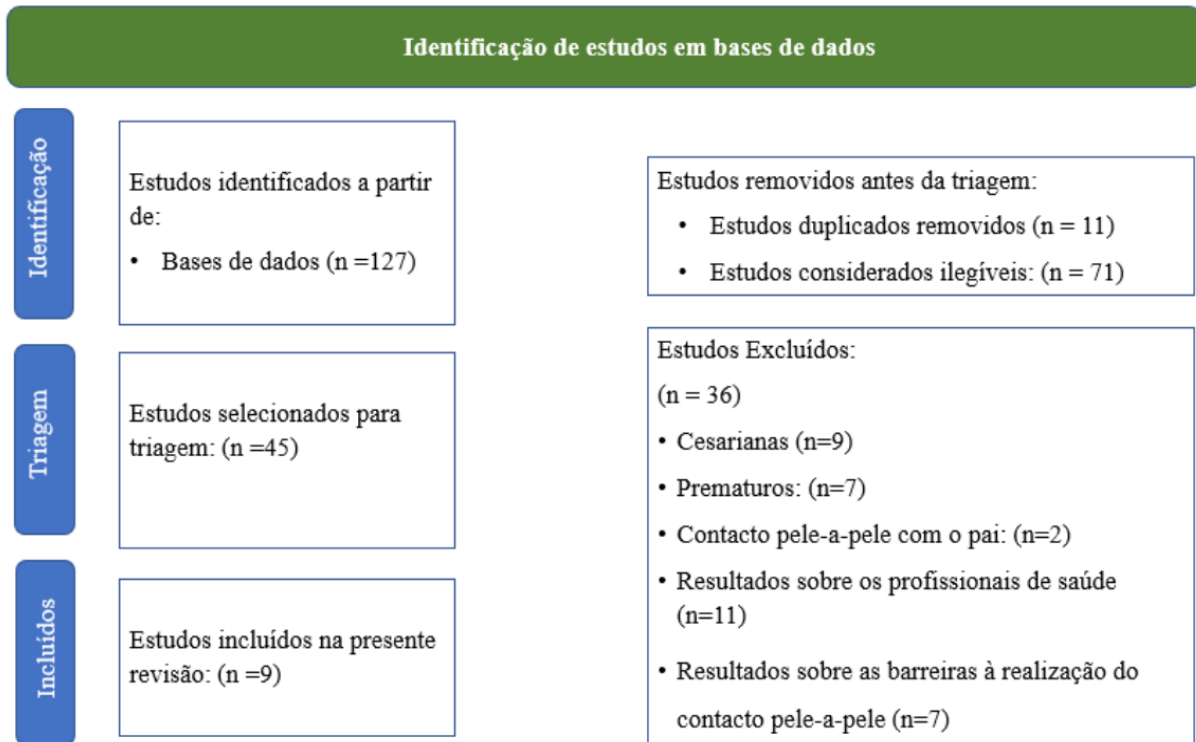 Identificação de estudos em bases de dados
Identificação
Estudos identificados a partir
de:
• Bases de dados (n =127)
Estudos removidos antes da triagem:
• Estudos duplicados removidos (n = 11)
• Estudos considerados ilegíveis: (n = 71)
Triagem
Estudos selecionados para
triagem: (n =45)
Estudos Excluídos:
(n = 36)
• Cesarianas (n=9)
• Prematuros: (n=7)
• Contacto pele-a-pele com o pai: (n=2)
• Resultados sobre os profissionais de saúde
(n=11)
• Resultados sobre as barreiras à realização do
contacto pele-a-pele (n=7)
Incluídos
Estudos incluídos na presente
revisão: (n =9)